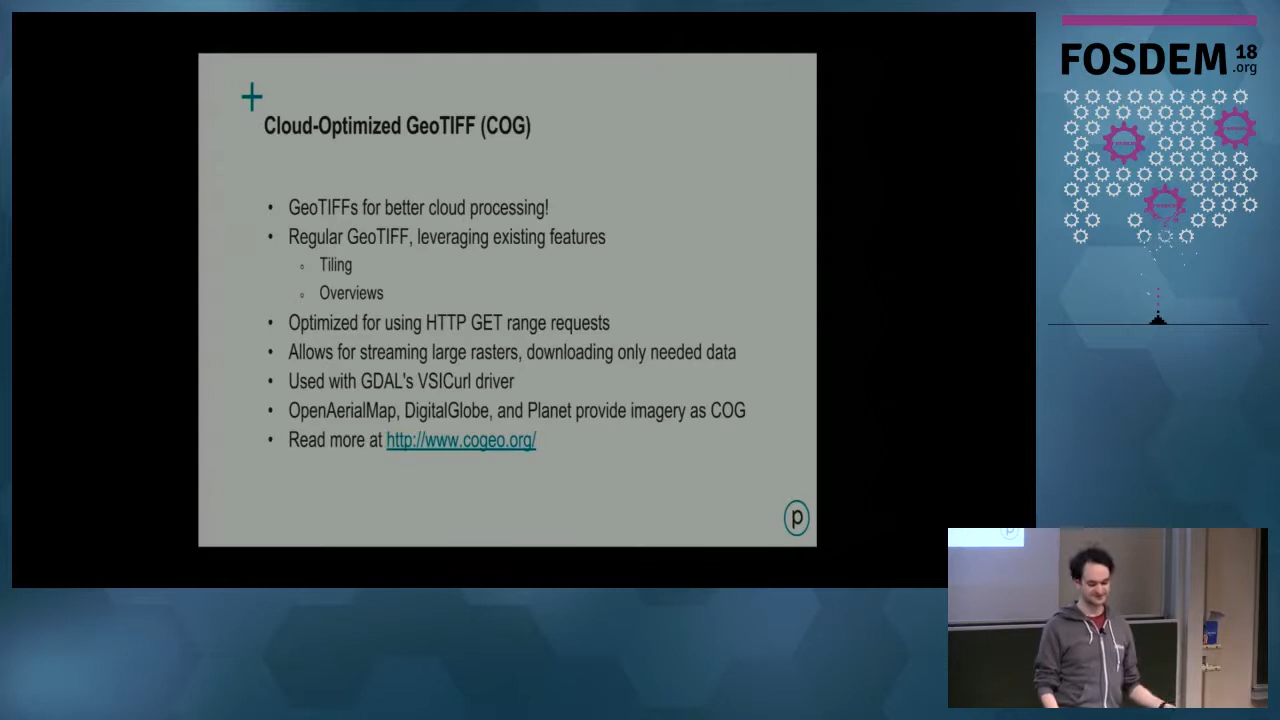 +
Cloud-Optimized GeoTIFF (COG)
• GeoTIFFs for better cloud processing!
• Regular GeoTIFF, leveraging existing features
◦ Tiling
◦ Overviews
• Optimized for using HTTP GET range requests
• Allows for streaming large rasters, downloading only needed data
• Used with GDAL's VSICurl driver
• OpenAerialMap, DigitalGlobe, and Planet provide imagery as COG
• Read more at http://www.cogeo.org/
p
FOSDEM 18
.org